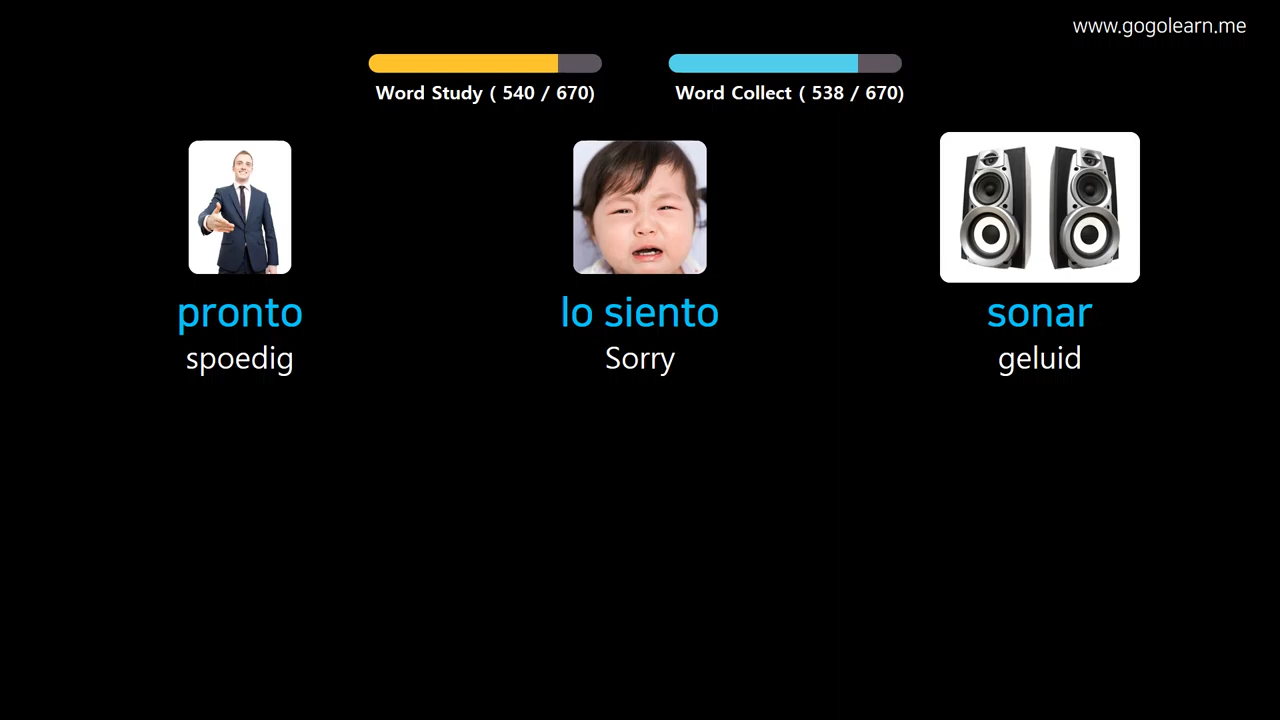 www.gogolearn.me
Word Study ( 540 / 670)
Word Collect ( 538 / 670)
pronto
spoedig
lo siento
Sorry
sonar
geluid